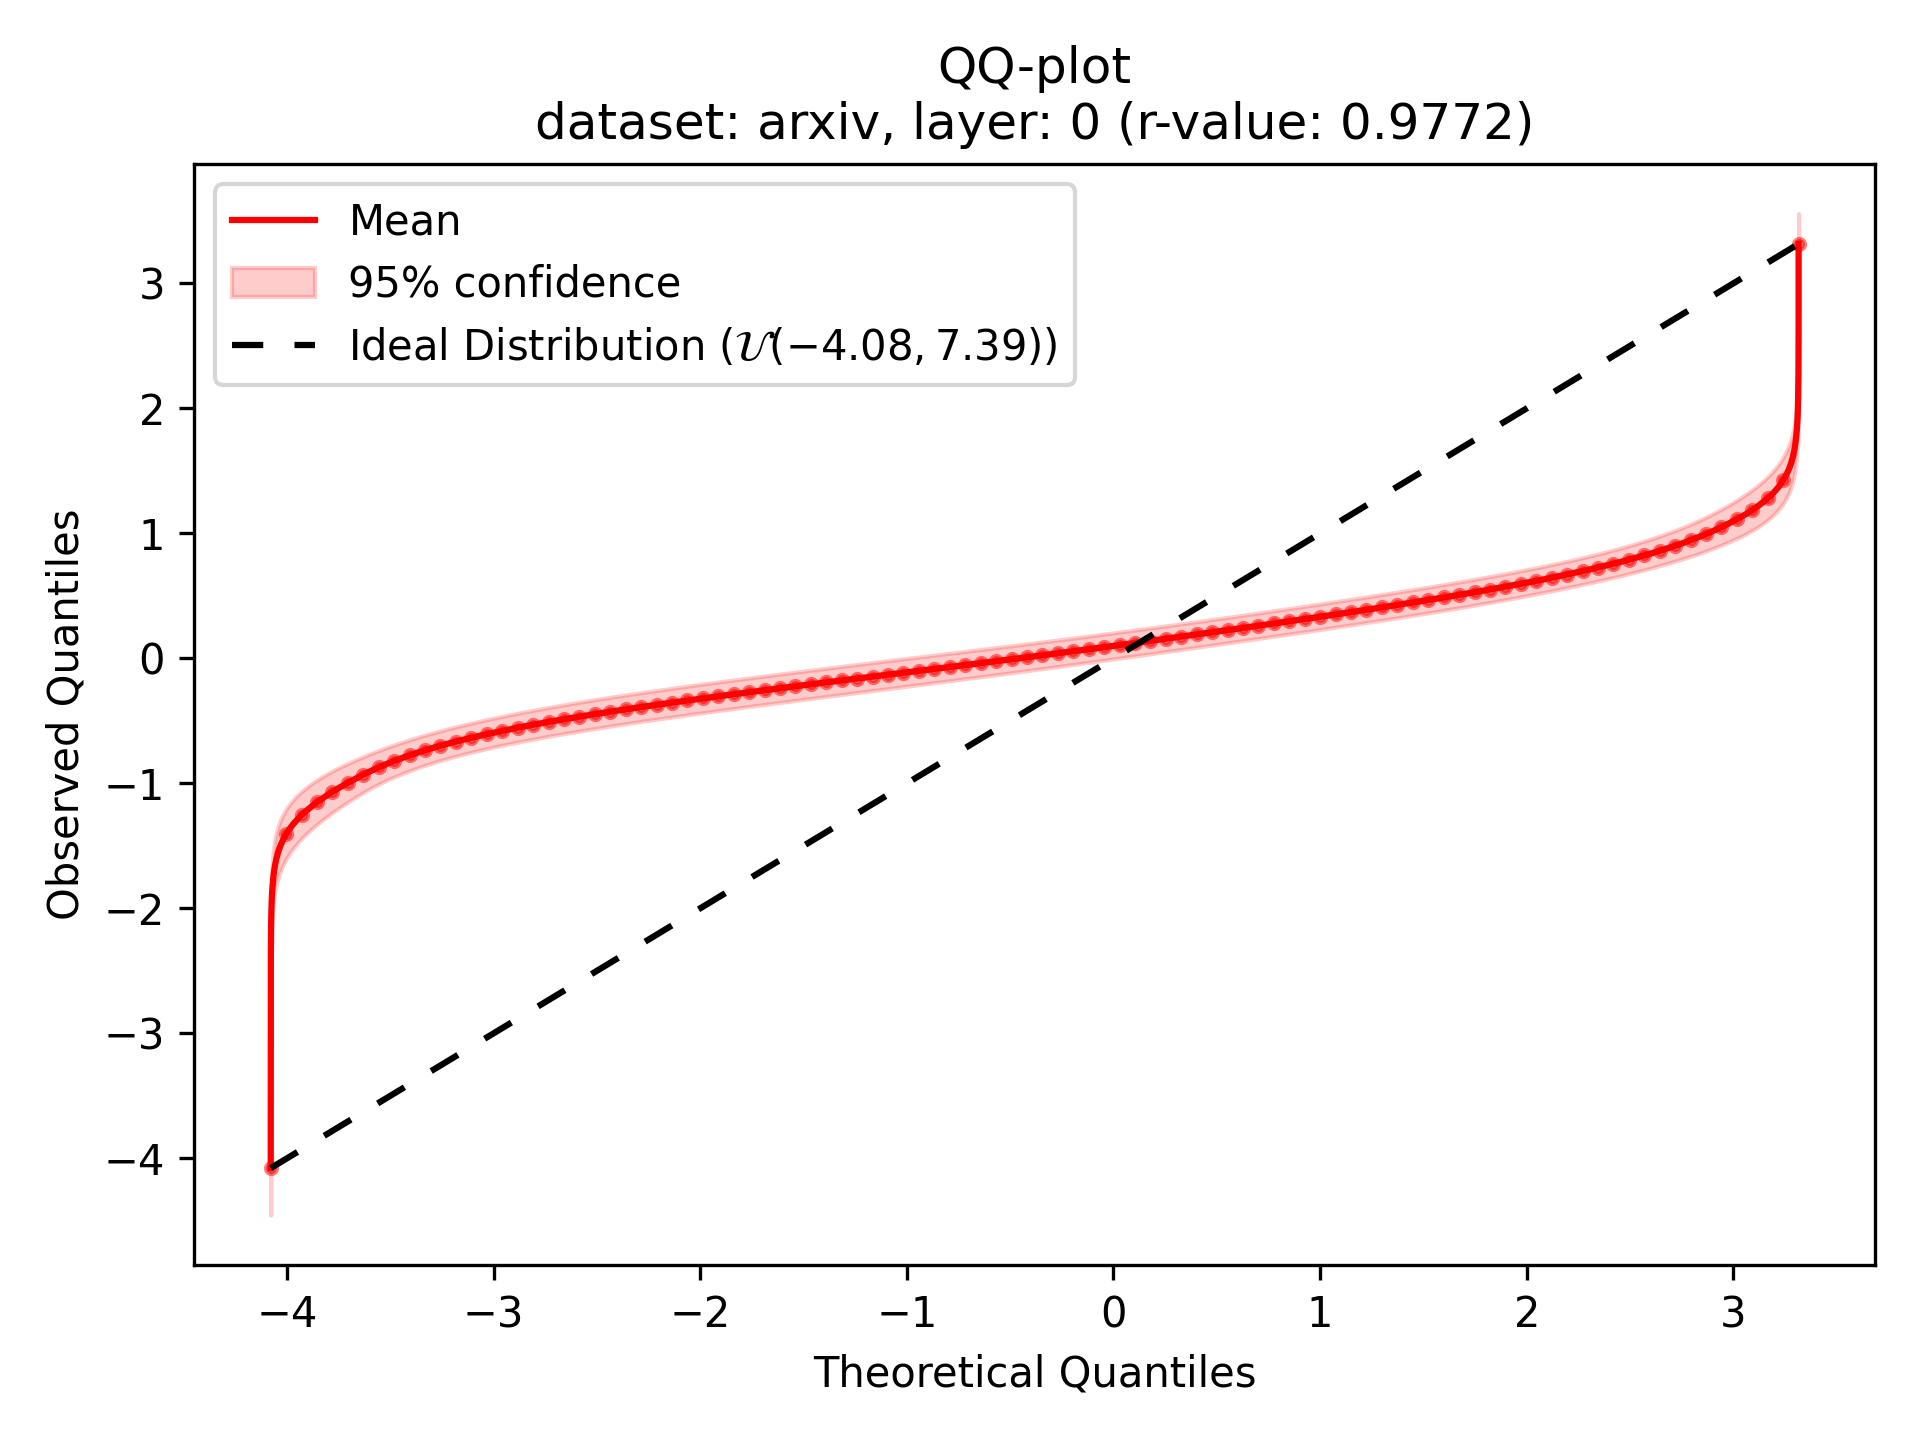 QQ-plot
dataset: arxiv, layer: 0 (r-value: 0.9772)
Mean
95% confidence
Ideal Distribution (𝒰(−4.08, 7.39))
3
2
1
0
−1
−2
−3
−4
Observed Quantiles
−4 −3 −2 −1 0 1 2 3
Theoretical Quantiles